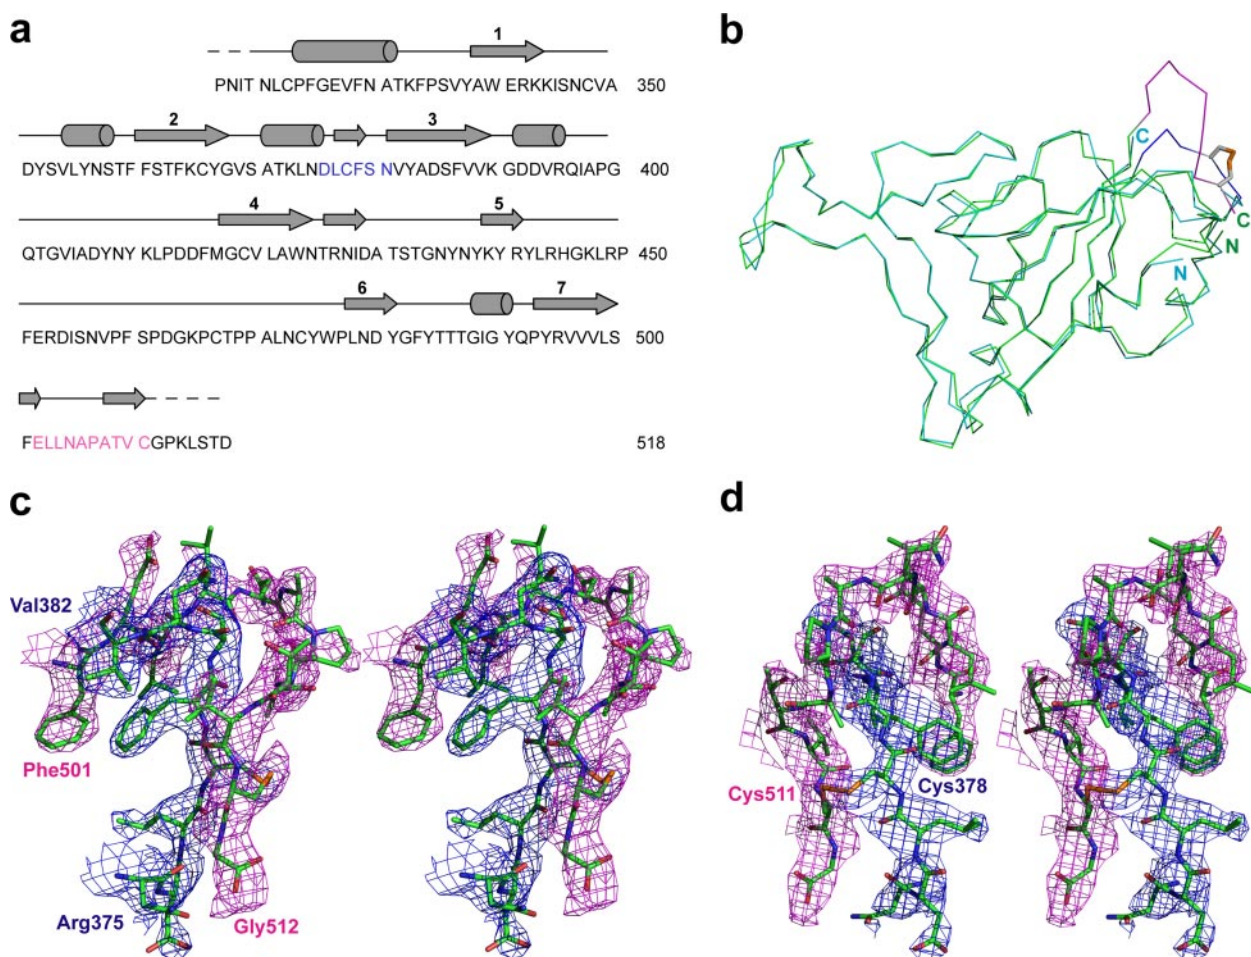 a
1
PNIT NLCPFGEVFN ATKFPSVYAW ERKKISNCVA 350
2 3
DYSVLYNSTF FSTFKCYGVS ATKLNDLCFS NVYADSFVVK GDDVRQIAPG 400
4 5
QTGVIADYNY KLPDDFMGCV LAWNTRNIDA TSTGNYNYKY RYLRHGKLRP 450
6 7
FERDISNVPF SPDGKPCTPP ALNCYWPLND YGFYTTTGIG YQPYRVVVLS 500
FELLNAPATV CGPKLSTD 518
b
C
C
N
N
c
Val382
Phe501
Arg375
Gly512
d
Cys511
Cys378